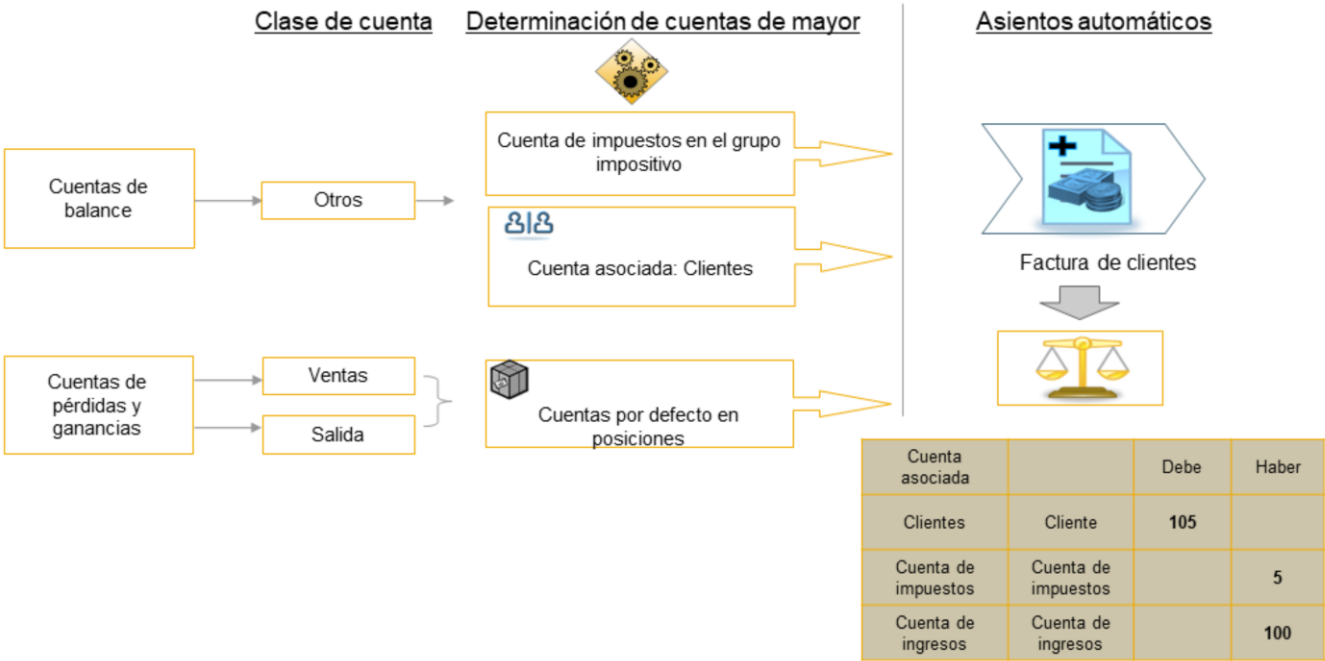 Clase de cuenta
Determinación de cuentas de mayor
Asientos automáticos
Cuentas de
balance
Otros
Cuenta de impuestos en el grupo
impositivo
Cuenta asociada: Clientes
Factura de clientes
Cuentas de
pérdidas y
ganancias
Ventas
Salida
Cuentas por defecto en
posiciones
Cuenta
asociada
Debe
Haber
Clientes
Cliente
105
Cuenta de
impuestos
Cuenta de
impuestos
5
Cuenta de
ingresos
Cuenta de
ingresos
100